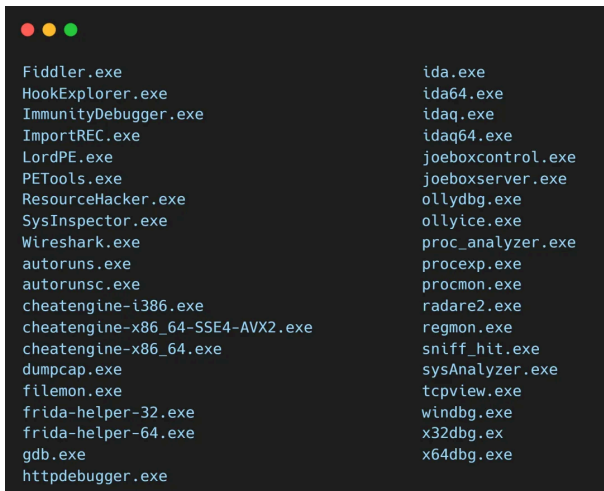 Fiddler.exe
HookExplorer.exe
ImmunityDebugger.exe
ImportREC.exe
LordPE.exe
PETools.exe
ResourceHacker.exe
SysInspector.exe
Wireshark.exe
autoruns.exe
autorunsc.exe
cheatengine-i386.exe
cheatengine-x86_64-SSE4-AVX2.exe
cheatengine-x86_64.exe
dumpcap.exe
filemon.exe
frida-helper-32.exe
frida-helper-64.exe
gdb.exe
httpdebugger.exe
ida.exe
ida64.exe
idaq.exe
idaq64.exe
joeboxcontrol.exe
joeboxserver.exe
ollydbg.exe
ollyice.exe
proc_analyzer.exe
procexp.exe
procmon.exe
radare2.exe
regmon.exe
sniff_hit.exe
sysAnalyzer.exe
tcpview.exe
windbg.exe
x32dbg.ex
x64dbg.exe